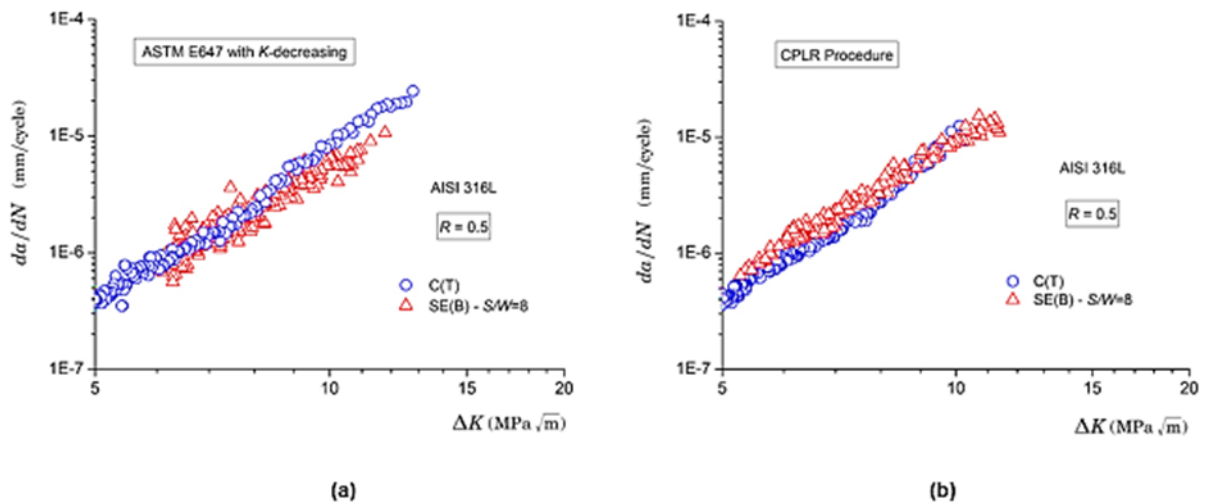 1E-4
ASTM E647 with K-decreasing
1E-5
da/dN (mm/cycle)
AISI 316L
R = 0.5
1E-6
C(T)
SE(B) - S/W=8
1E-7
5
10
15
20
ΔK (MPa √m)
(a)
1E-4
CPLR Procedure
1E-5
da/dN (mm/cycle)
AISI 316L
R = 0.5
1E-6
C(T)
SE(B) - S/W=8
1E-7
5
10
15
20
ΔK (MPa √m)
(b)